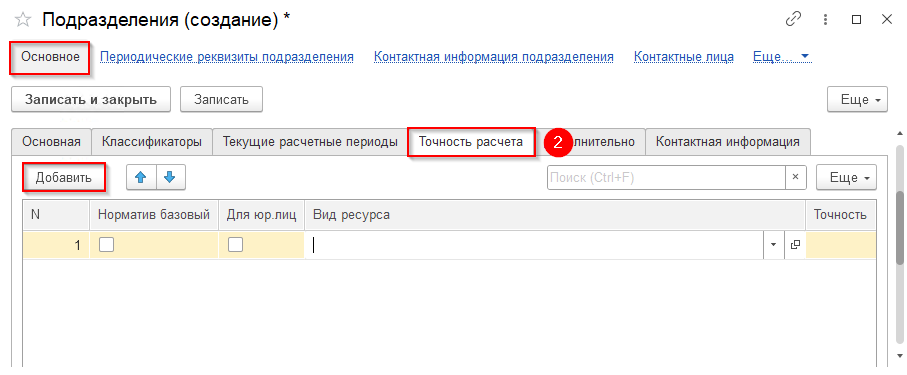 Подразделения (создание) *
Основное Периодические реквизиты подразделения Контактная информация подразделения Контактные лица Еще...
Записать и закрыть Записать Еще
Основная Классификаторы Текущие расчетные периоды Точность расчета 2 лнительно Контактная информация
Добавить Поиск (Ctrl+F) × Еще
N Норматив базовый Для юр.лиц Вид ресурса Точность
1